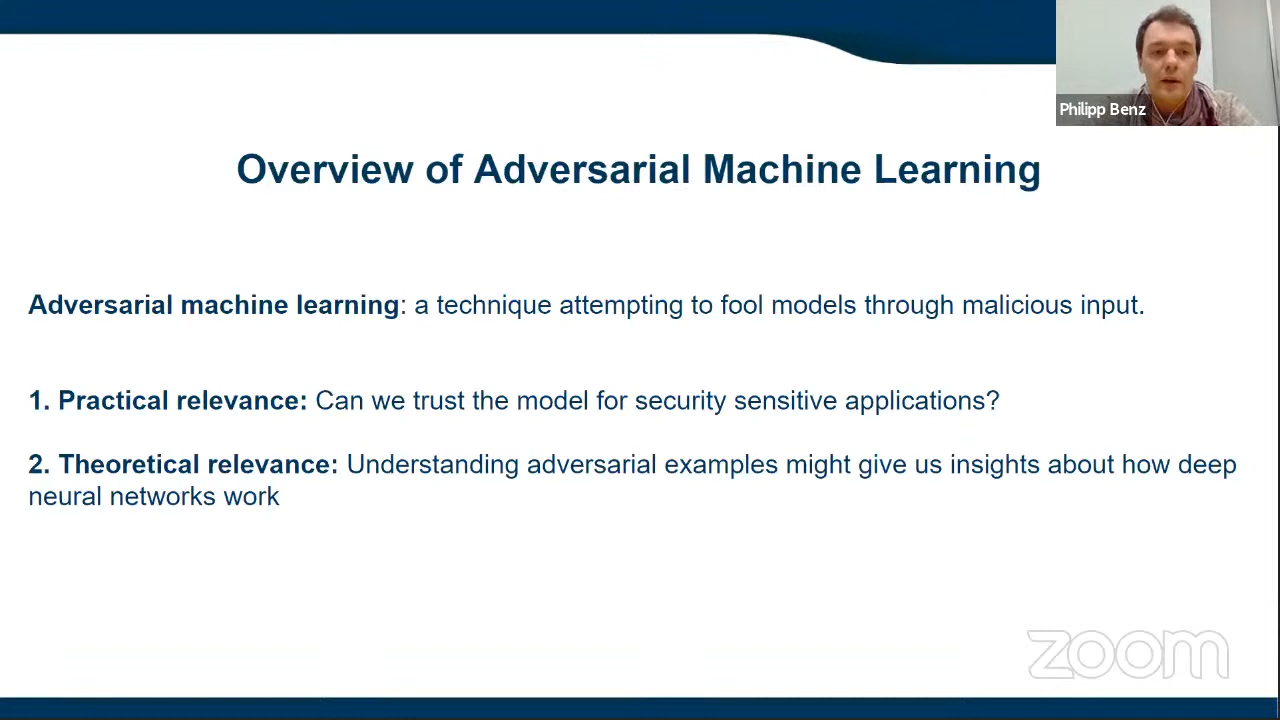 Philipp Benz
Overview of Adversarial Machine Learning
Adversarial machine learning: a technique attempting to fool models through malicious input.
1. Practical relevance: Can we trust the model for security sensitive applications?
2. Theoretical relevance: Understanding adversarial examples might give us insights about how deep
neural networks work
zoom